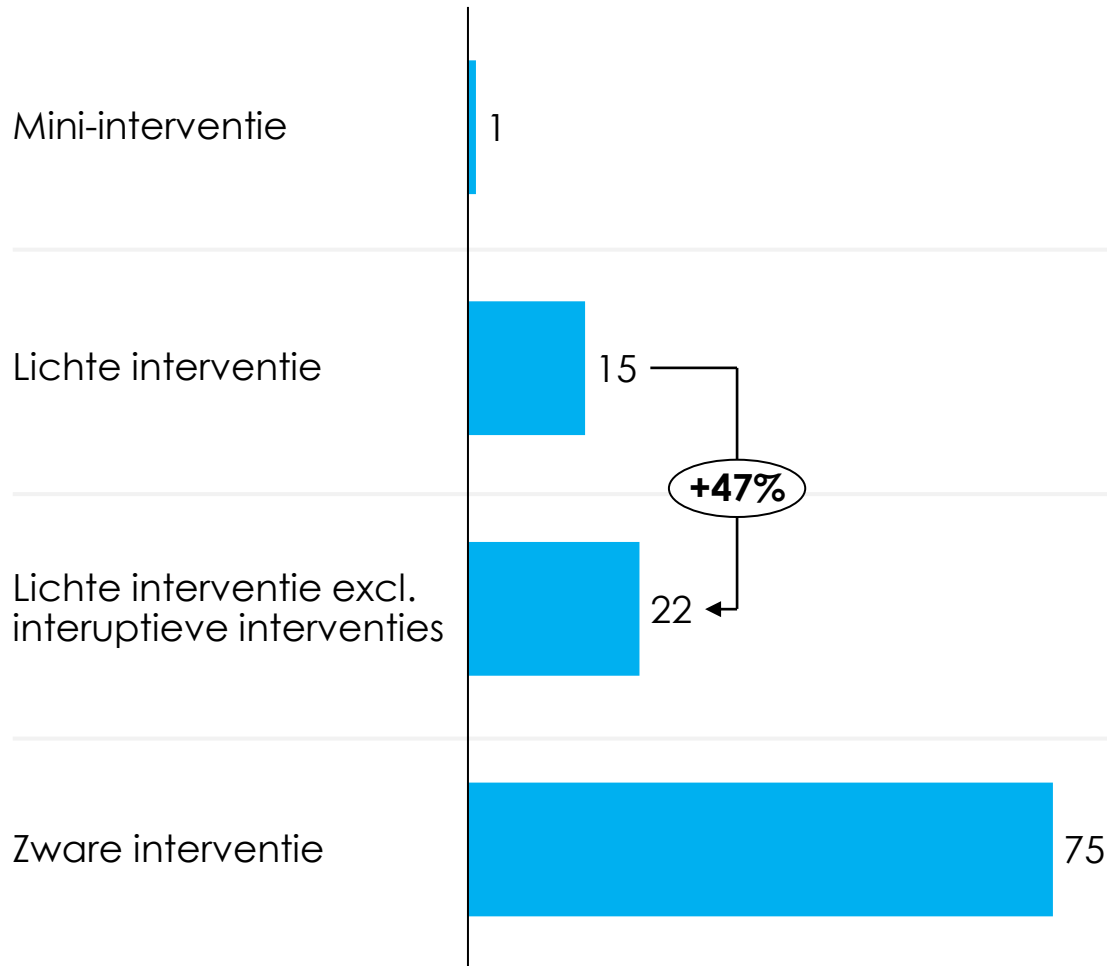 Mini-interventie
1
Lichte interventie
15
+47%
Lichte interventie excl.
interuptieve interventies
22
Zware interventie
75